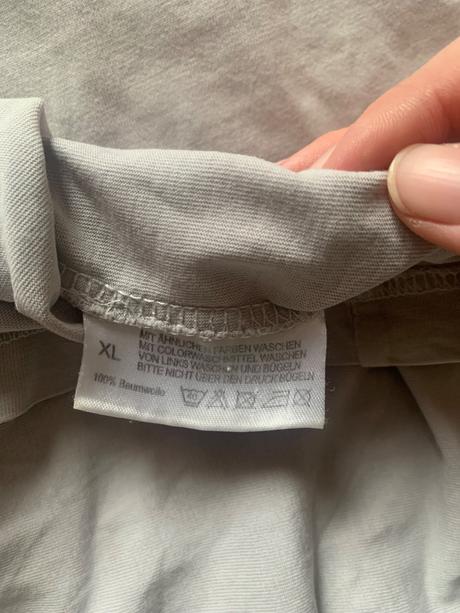 XL
MIT ÄHNLICHEN FARBEN WASCHEN
MIT COLORWASCHMITTEL WASCHEN
VON LINKS WASCHEN UND BÜGELN
BITTE NICHT ÜBER DEN DRUCK BÜGELN
100% Baumwolle
40